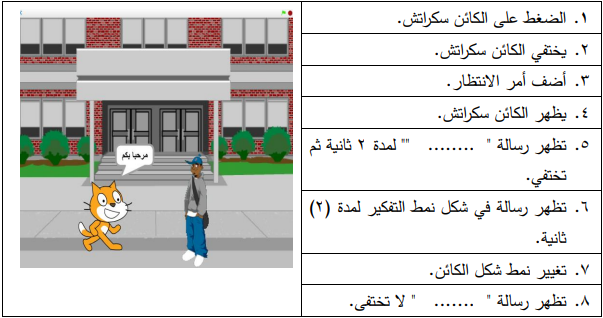 ١. الضغط على الكائن سكراتش.
٢. يختفي الكائن سكراتش.
٣. أضف أمر الانتظار.
٤. يظهر الكائن سكراتش.
٥. تظهر رسالة " ........ "" لمدة ٢ ثانية ثم
تختفي.
٦. تظهر رسالة في شكل نمط التفكير لمدة (٢)
ثانية.
٧. تغيير نمط شكل الكائن.
٨. تظهر رسالة " ....... " لا تختفى.
مرحباً بكم